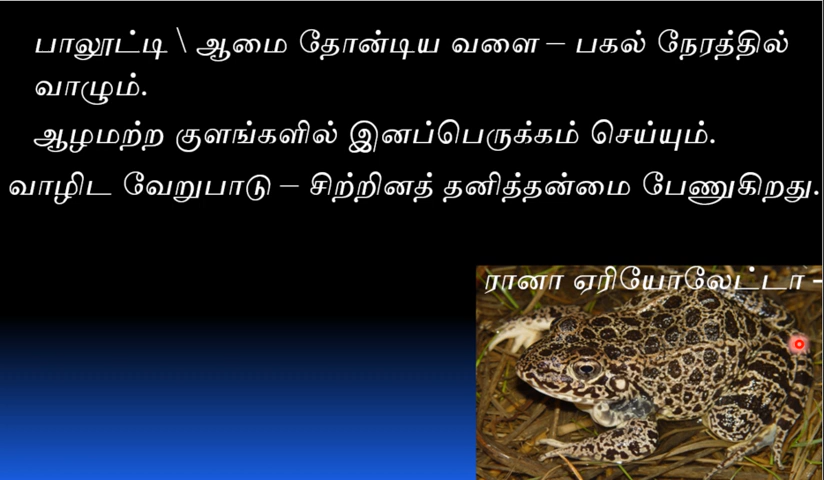 பாலூட்டி \ ஆமை தோன்டிய வளை – பகல் நேரத்தில்
வாழும்.
ஆழமற்ற குளங்களில் இனப்பெருக்கம் செய்யும்.
வாழிட வேறுபாடு – சிற்றினத் தனித்தன்மை பேணுகிறது.
ரானா ஏரியோலேட்டா -